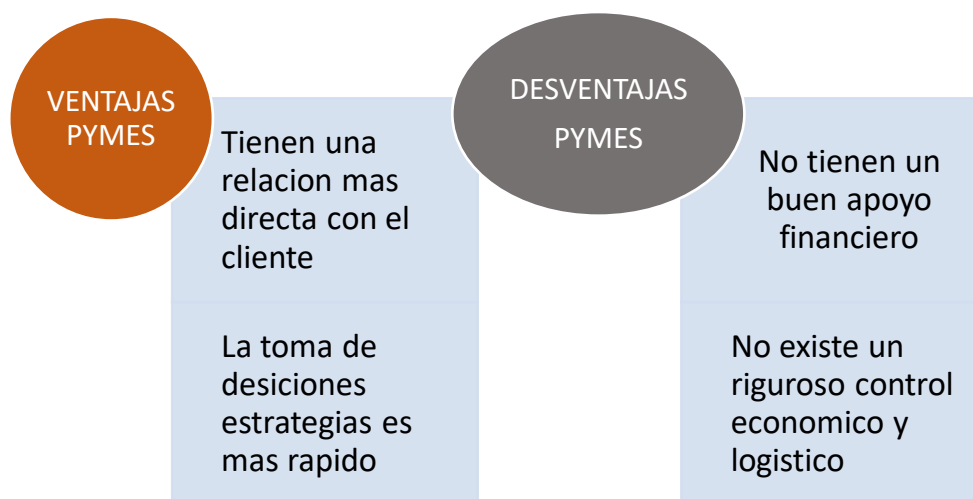 VENTAJAS
PYMES
Tienen una
relacion mas
directa con el
cliente
La toma de
desiciones
estrategias es
mas rapido
DESVENTAJAS
PYMES
No tienen un
buen apoyo
financiero
No existe un
riguroso control
economico y
logistico